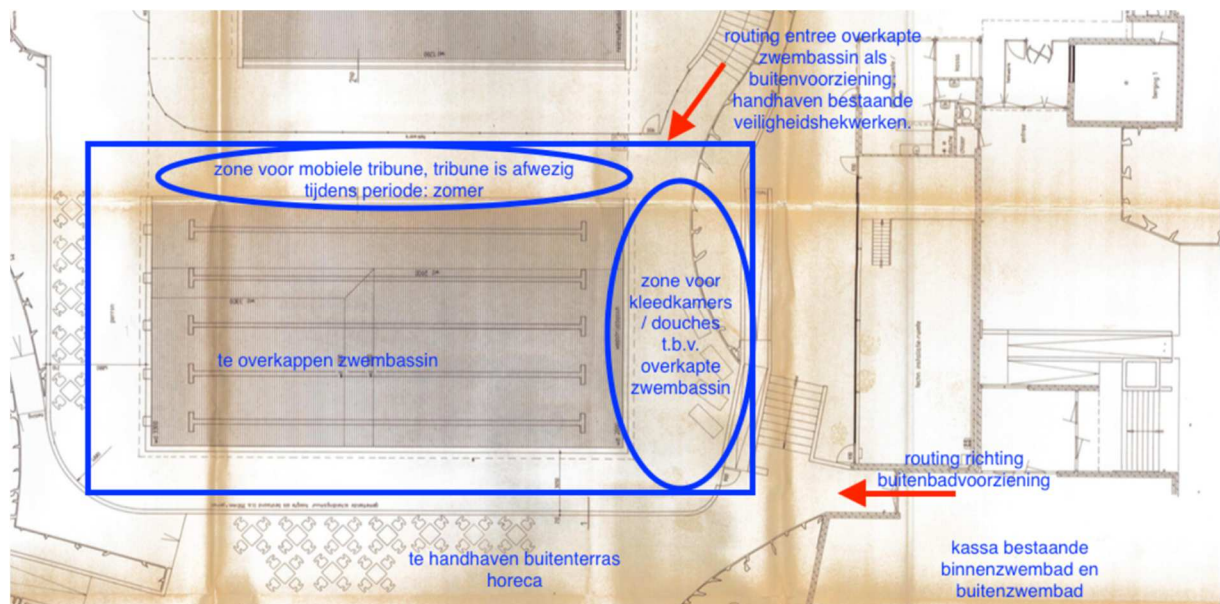 routing entree overkapte
zwembassin als
buitenvoorziening,
handhaven bestaande
veiligheidshekwerken.
zone voor mobiele tribune, tribune is afwezig
tijdens periode: zomer
zone voor
kleedkamers
/ douches
t.b.v.
overkapte
zwembassin
te overkappen zwembassin
routing richting
buitenbadvoorziening
te handhaven buitenterras
horeca
kassa bestaande
binnenzwembad en
buitenzwembad